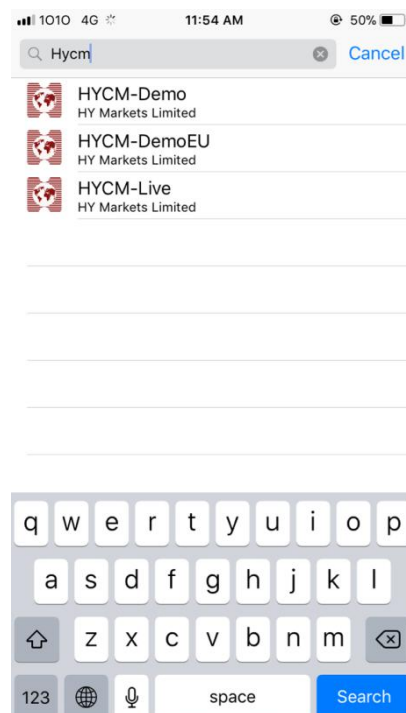 1O1O 4G 11:54 AM 50%
Hycm Cancel
HYCM-Demo
HY Markets Limited
HYCM-DemoEU
HY Markets Limited
HYCM-Live
HY Markets Limited
q w e r t y u i o p
a s d f g h j k l
z x c v b n m
123 space Search